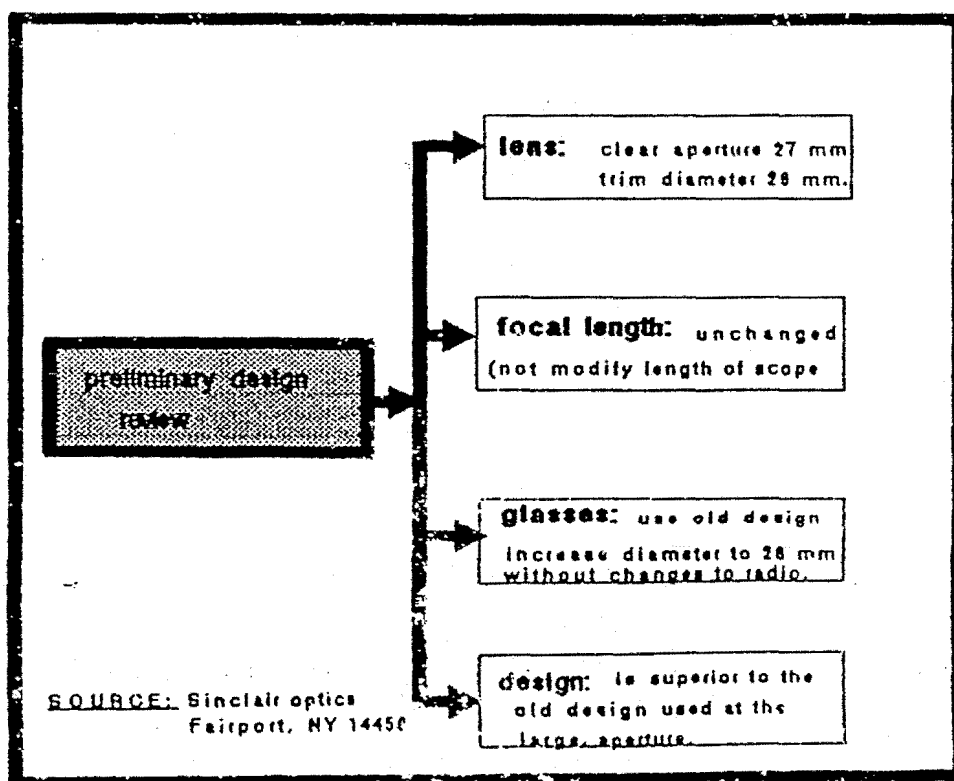 preliminary design
review
lens: clear aperture 27 mm
trim diameter 28 mm.
focal length: unchanged
(not modify length of scope
glasses: use old design
increase diameter to 28 mm
without changes to radio.
design: is superior to the
old design used at the
large, aperture.
SOURCE: Sinclair optics
Fairport, NY 14450